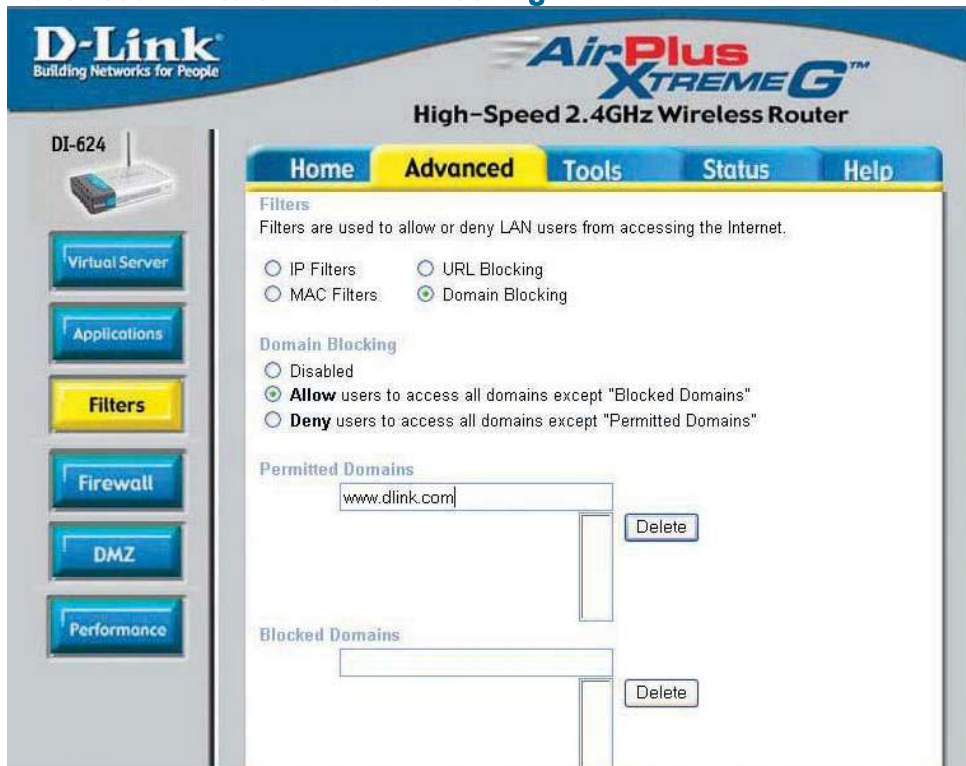 D-Link
Building Networks for People
AirPlus
XTREME G™
High-Speed 2.4GHz Wireless Router
DI-624
Home Advanced Tools Status Help
Virtual Server
Applications
Filters
Firewall
DMZ
Performance
Filters
Filters are used to allow or deny LAN users from accessing the Internet.
IP Filters URL Blocking
MAC Filters Domain Blocking
Domain Blocking
Disabled
Allow users to access all domains except "Blocked Domains"
Deny users to access all domains except "Permitted Domains"
Permitted Domains
www.dlink.com
Delete
Blocked Domains
Delete